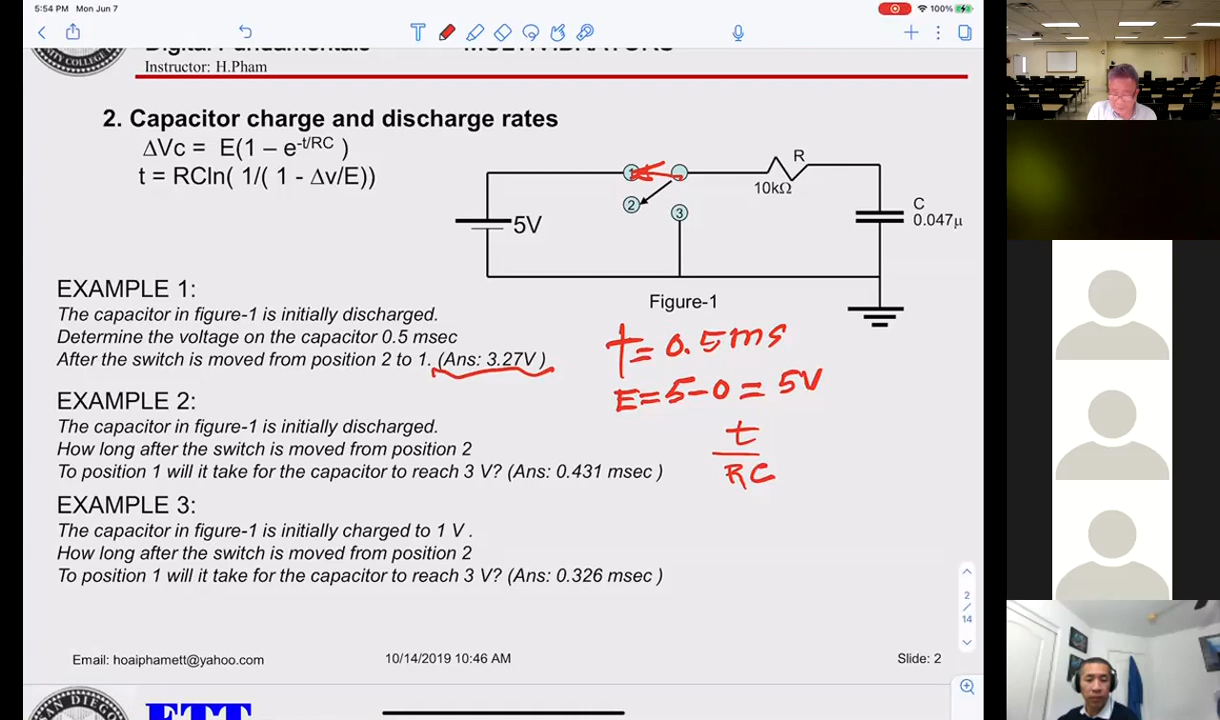 5:54 PM Mon Jun 7
100%
Instructor: H.Pham
2. Capacitor charge and discharge rates
ΔVc = E(1 – e-t/RC )
t = RCln( 1/( 1 - Δv/E))
1
2
3
5V
R
10kΩ
C
0.047μ
Figure-1
EXAMPLE 1:
The capacitor in figure-1 is initially discharged.
Determine the voltage on the capacitor 0.5 msec
After the switch is moved from position 2 to 1. (Ans: 3.27V )
t = 0.5ms
E = 5-0 = 5V
t
RC
EXAMPLE 2:
The capacitor in figure-1 is initially discharged.
How long after the switch is moved from position 2
To position 1 will it take for the capacitor to reach 3 V? (Ans: 0.431 msec )
EXAMPLE 3:
The capacitor in figure-1 is initially charged to 1 V .
How long after the switch is moved from position 2
To position 1 will it take for the capacitor to reach 3 V? (Ans: 0.326 msec )
2
/
14
Email: hoaiphamett@yahoo.com
10/14/2019 10:46 AM
Slide: 2